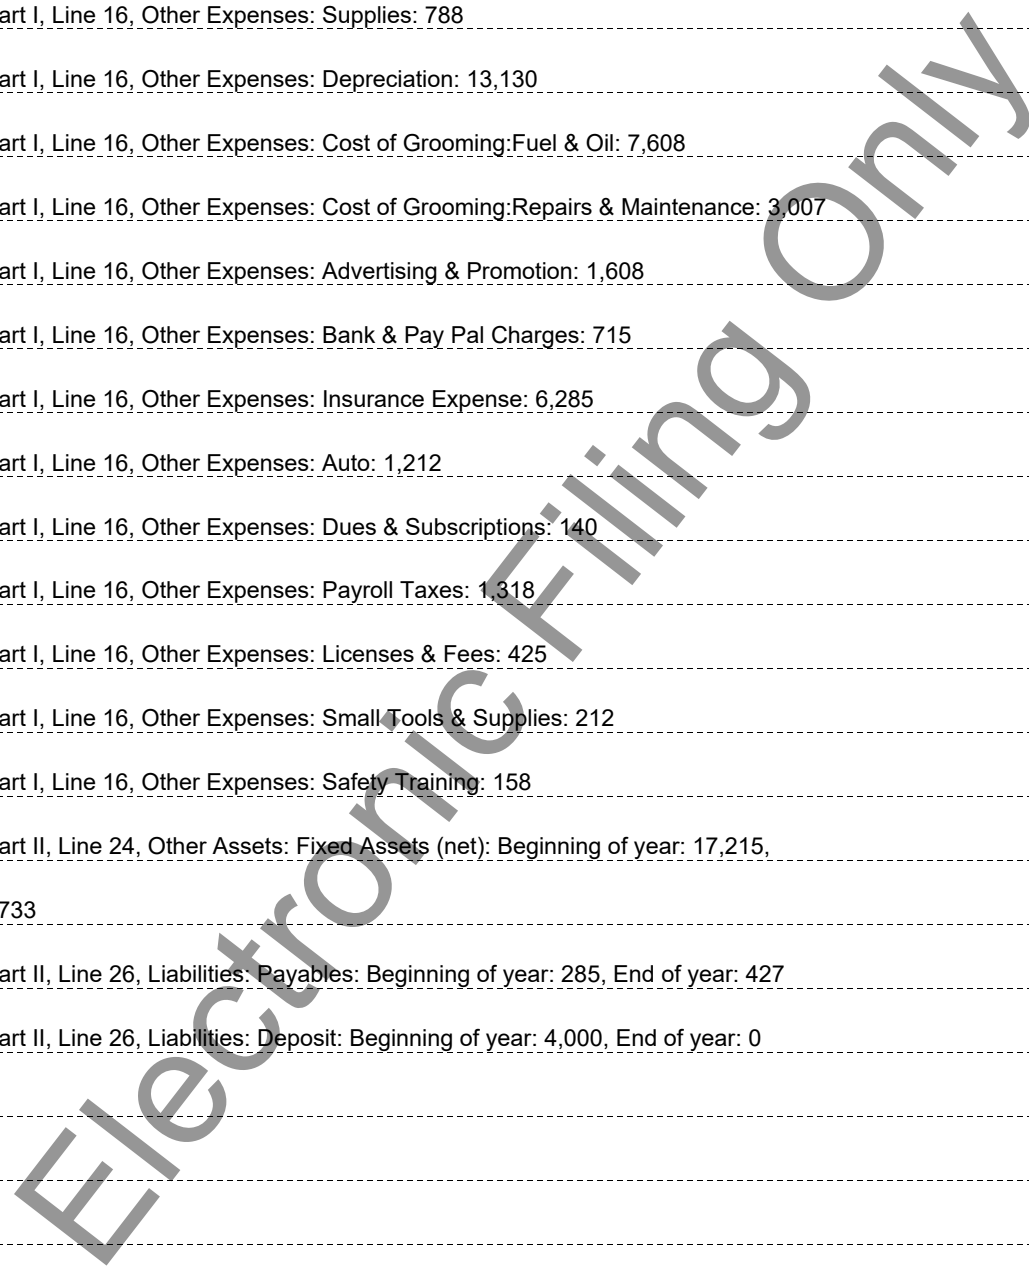 art I, Line 16, Other Expenses: Supplies: 788
art I, Line 16, Other Expenses: Depreciation: 13,130
art I, Line 16, Other Expenses: Cost of Grooming:Fuel & Oil: 7,608
art I, Line 16, Other Expenses: Cost of Grooming:Repairs & Maintenance: 3,007
art I, Line 16, Other Expenses: Advertising & Promotion: 1,608
art I, Line 16, Other Expenses: Bank & Pay Pal Charges: 715
art I, Line 16, Other Expenses: Insurance Expense: 6,285
art I, Line 16, Other Expenses: Auto: 1,212
art I, Line 16, Other Expenses: Dues & Subscriptions: 140
art I, Line 16, Other Expenses: Payroll Taxes: 1,318
art I, Line 16, Other Expenses: Licenses & Fees: 425
art I, Line 16, Other Expenses: Small Tools & Supplies: 212
art I, Line 16, Other Expenses: Safety Training: 158
art II, Line 24, Other Assets: Fixed Assets (net): Beginning of year: 17,215,
733
art II, Line 26, Liabilities: Payables: Beginning of year: 285, End of year: 427
art II, Line 26, Liabilities: Deposit: Beginning of year: 4,000, End of year: 0
Electronic Filing Only